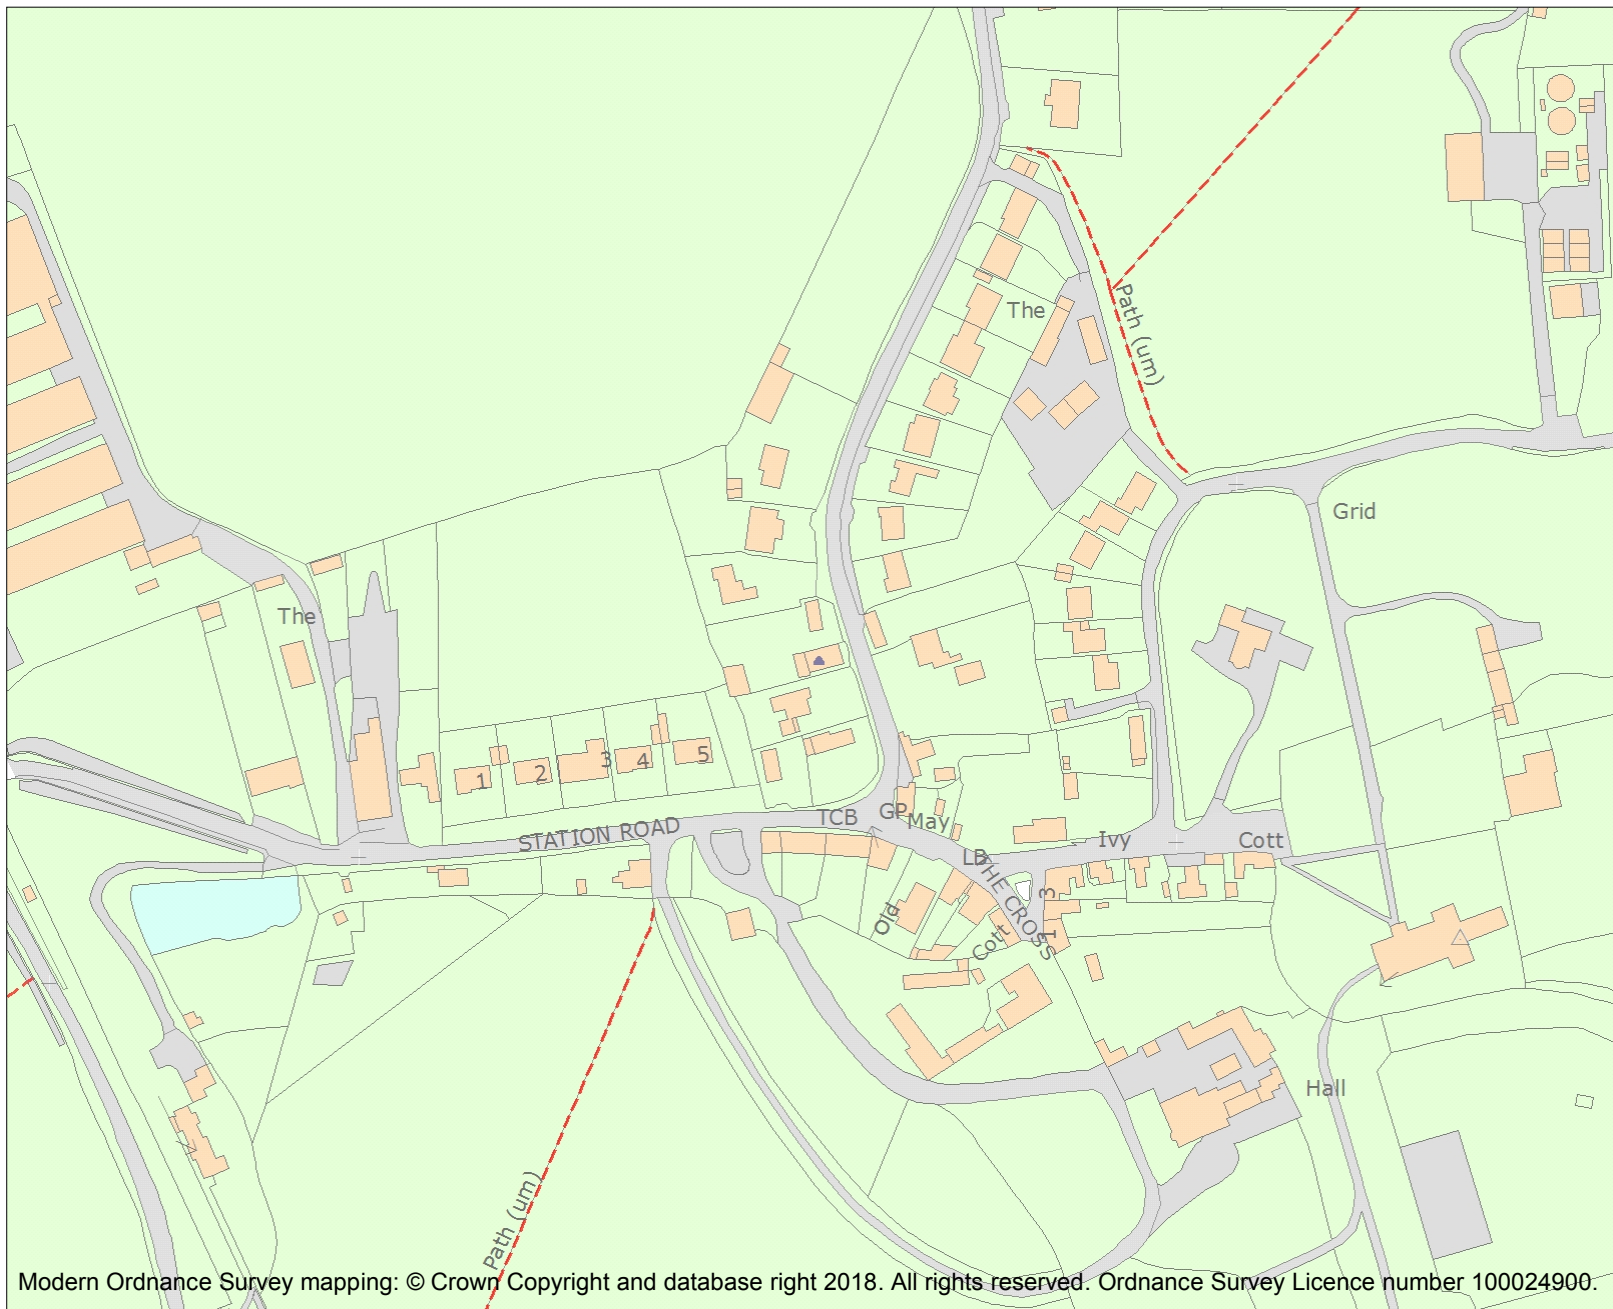 The
Path (um)
Grid
The
1
2
3
4
5
STATION ROAD
TCB
GP
May
LB
Ivy
Cott
THE CROSS
3
1
Old
Cott
Hall
Path (um)
Modern Ordnance Survey mapping: © Crown Copyright and database right 2018. All rights reserved. Ordnance Survey Licence number 100024900.